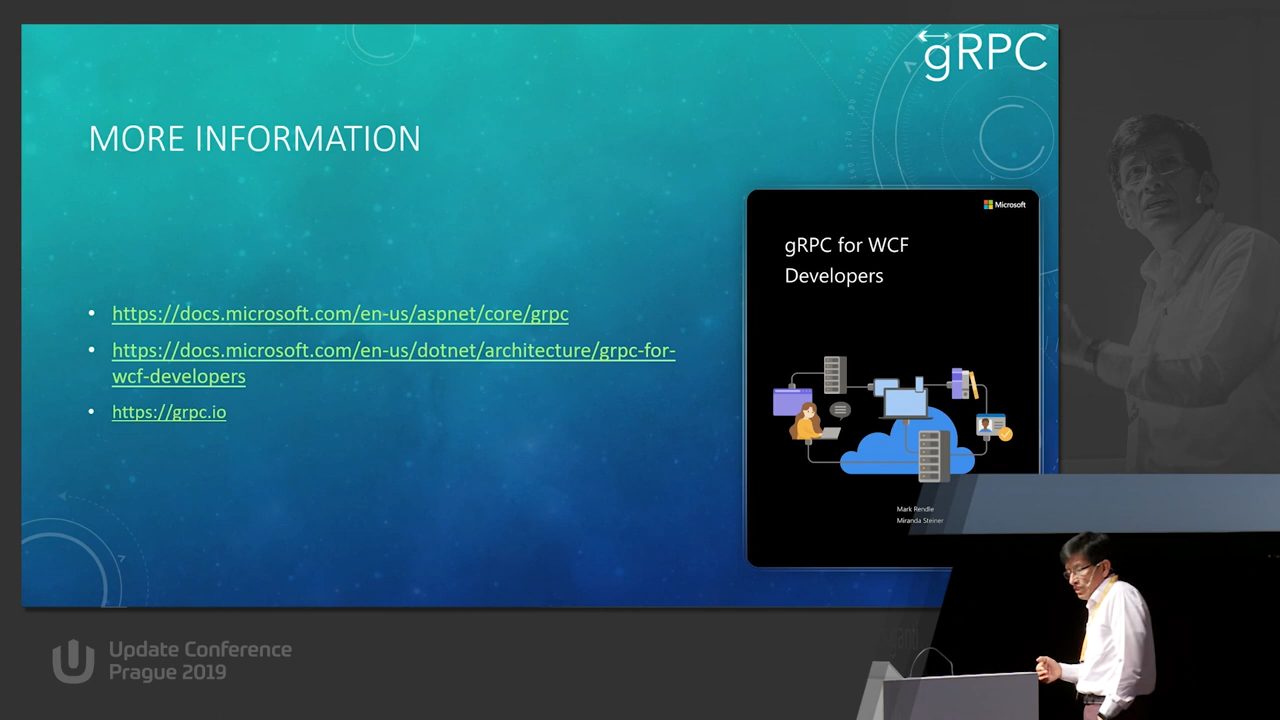 gRPC
MORE INFORMATION
Microsoft
gRPC for WCF
Developers
• https://docs.microsoft.com/en-us/aspnet/core/grpc
• https://docs.microsoft.com/en-us/dotnet/architecture/grpc-for-
wcf-developers
• https://grpc.io
Mark Rendle
Miranda Steiner
Update Conference
Prague 2019